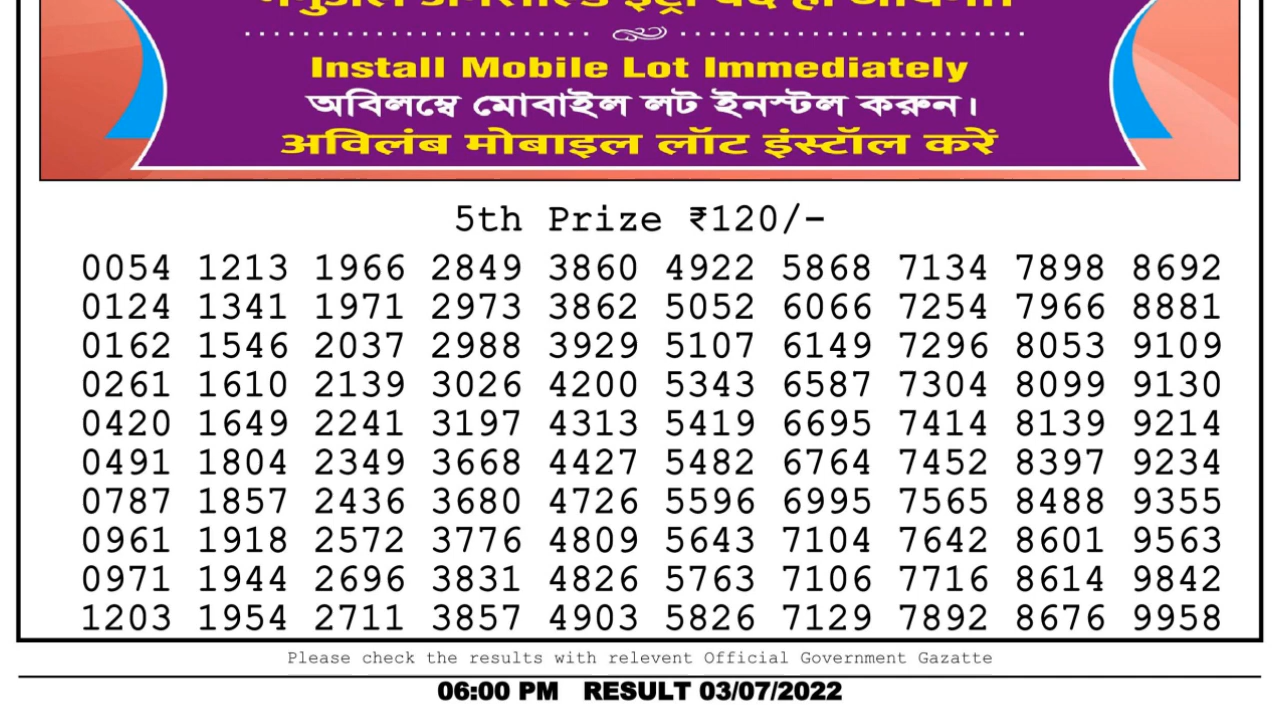 Install Mobile Lot Immediately
অবিলম্বে মোবাইল লট ইনস্টল করুন।
अविलंब मोबाइल लॉट इंस्टॉल करें
5th Prize ₹120/-
0054 1213 1966 2849 3860 4922 5868 7134 7898 8692
0124 1341 1971 2973 3862 5052 6066 7254 7966 8881
0162 1546 2037 2988 3929 5107 6149 7296 8053 9109
0261 1610 2139 3026 4200 5343 6587 7304 8099 9130
0420 1649 2241 3197 4313 5419 6695 7414 8139 9214
0491 1804 2349 3668 4427 5482 6764 7452 8397 9234
0787 1857 2436 3680 4726 5596 6995 7565 8488 9355
0961 1918 2572 3776 4809 5643 7104 7642 8601 9563
0971 1944 2696 3831 4826 5763 7106 7716 8614 9842
1203 1954 2711 3857 4903 5826 7129 7892 8676 9958
Please check the results with relevent Official Government Gazatte
06:00 PM RESULT 03/07/2022